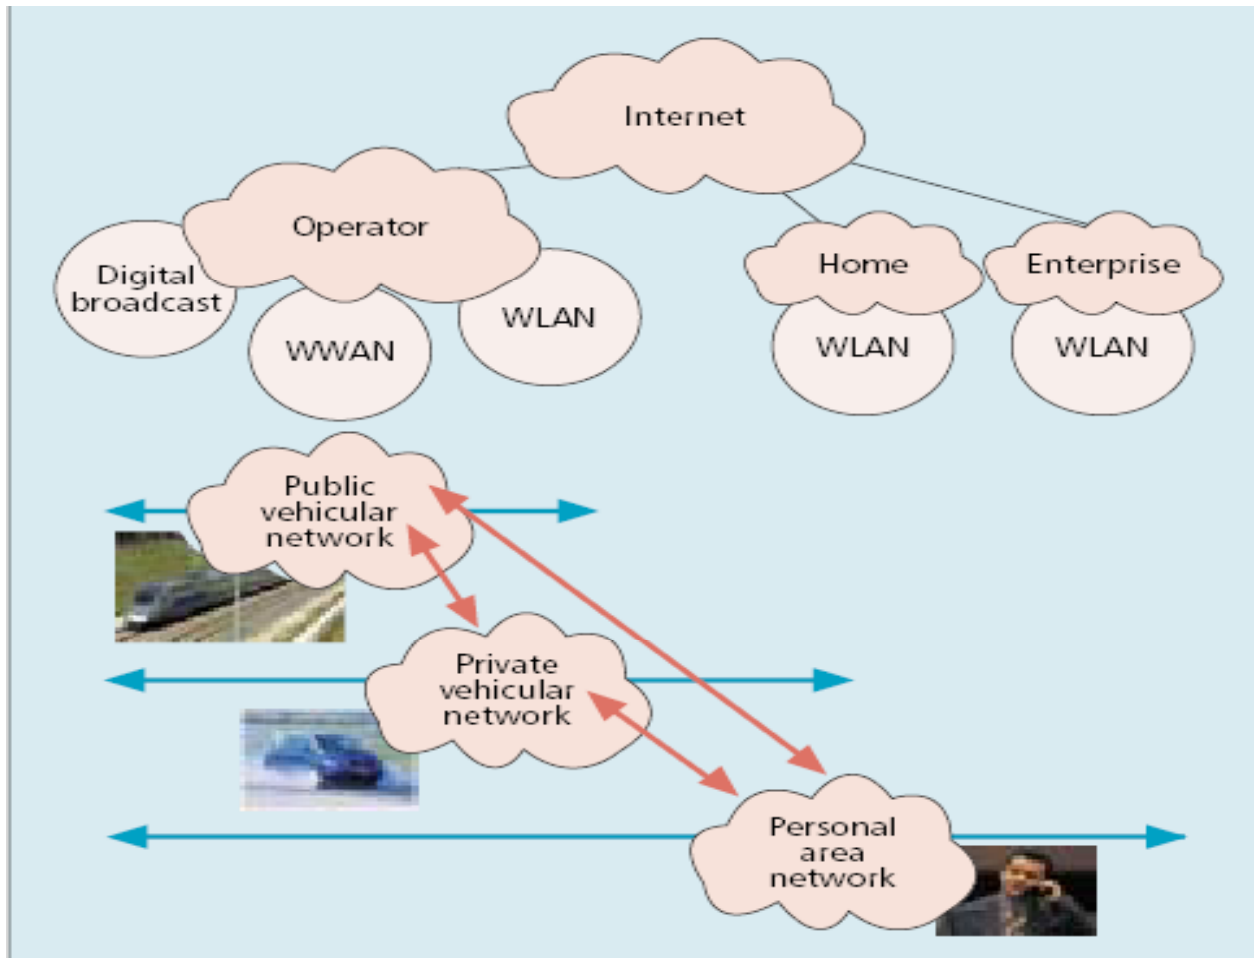 Internet
Operator
Digital
broadcast
WWAN
WLAN
Home
WLAN
Enterprise
WLAN
Public
vehicular
network
Private
vehicular
network
Personal
area
network